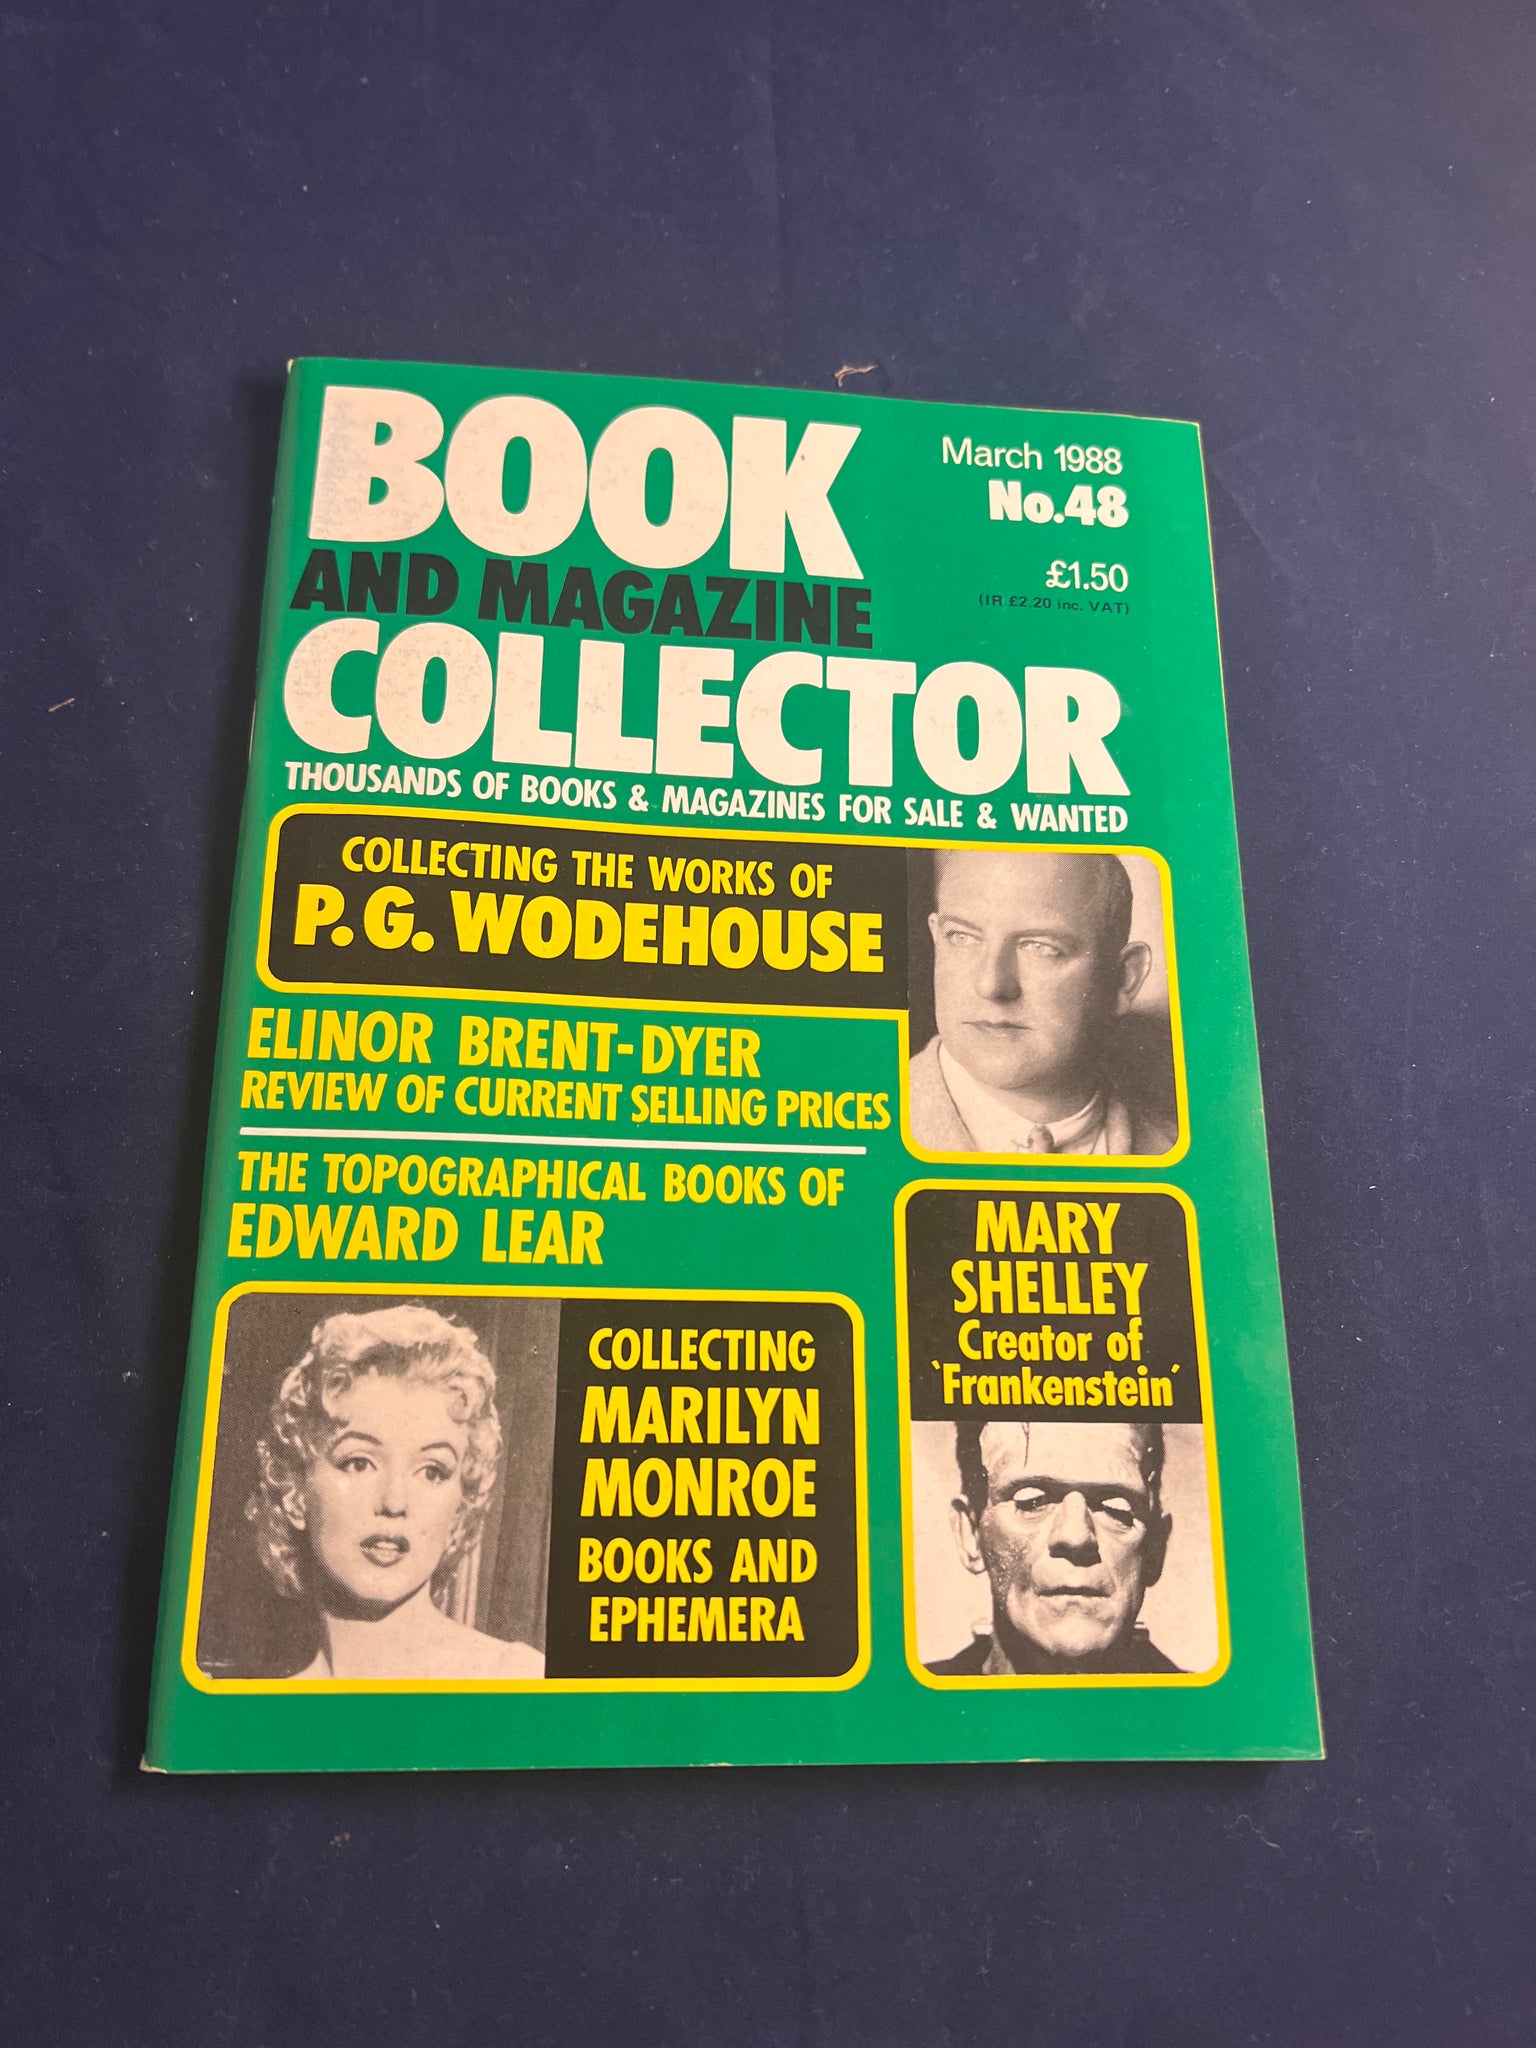 BOOK
AND MAGAZINE
COLLECTOR
March 1988
No.48
£1.50
(IR £2.20 inc. VAT)
THOUSANDS OF BOOKS & MAGAZINES FOR SALE & WANTED
COLLECTING THE WORKS OF
P.G. WODEHOUSE
ELINOR BRENT-DYER
REVIEW OF CURRENT SELLING PRICES
THE TOPOGRAPHICAL BOOKS OF
EDWARD LEAR
COLLECTING
MARILYN
MONROE
BOOKS AND
EPHEMERA
MARY
SHELLEY
Creator of
‘Frankenstein’